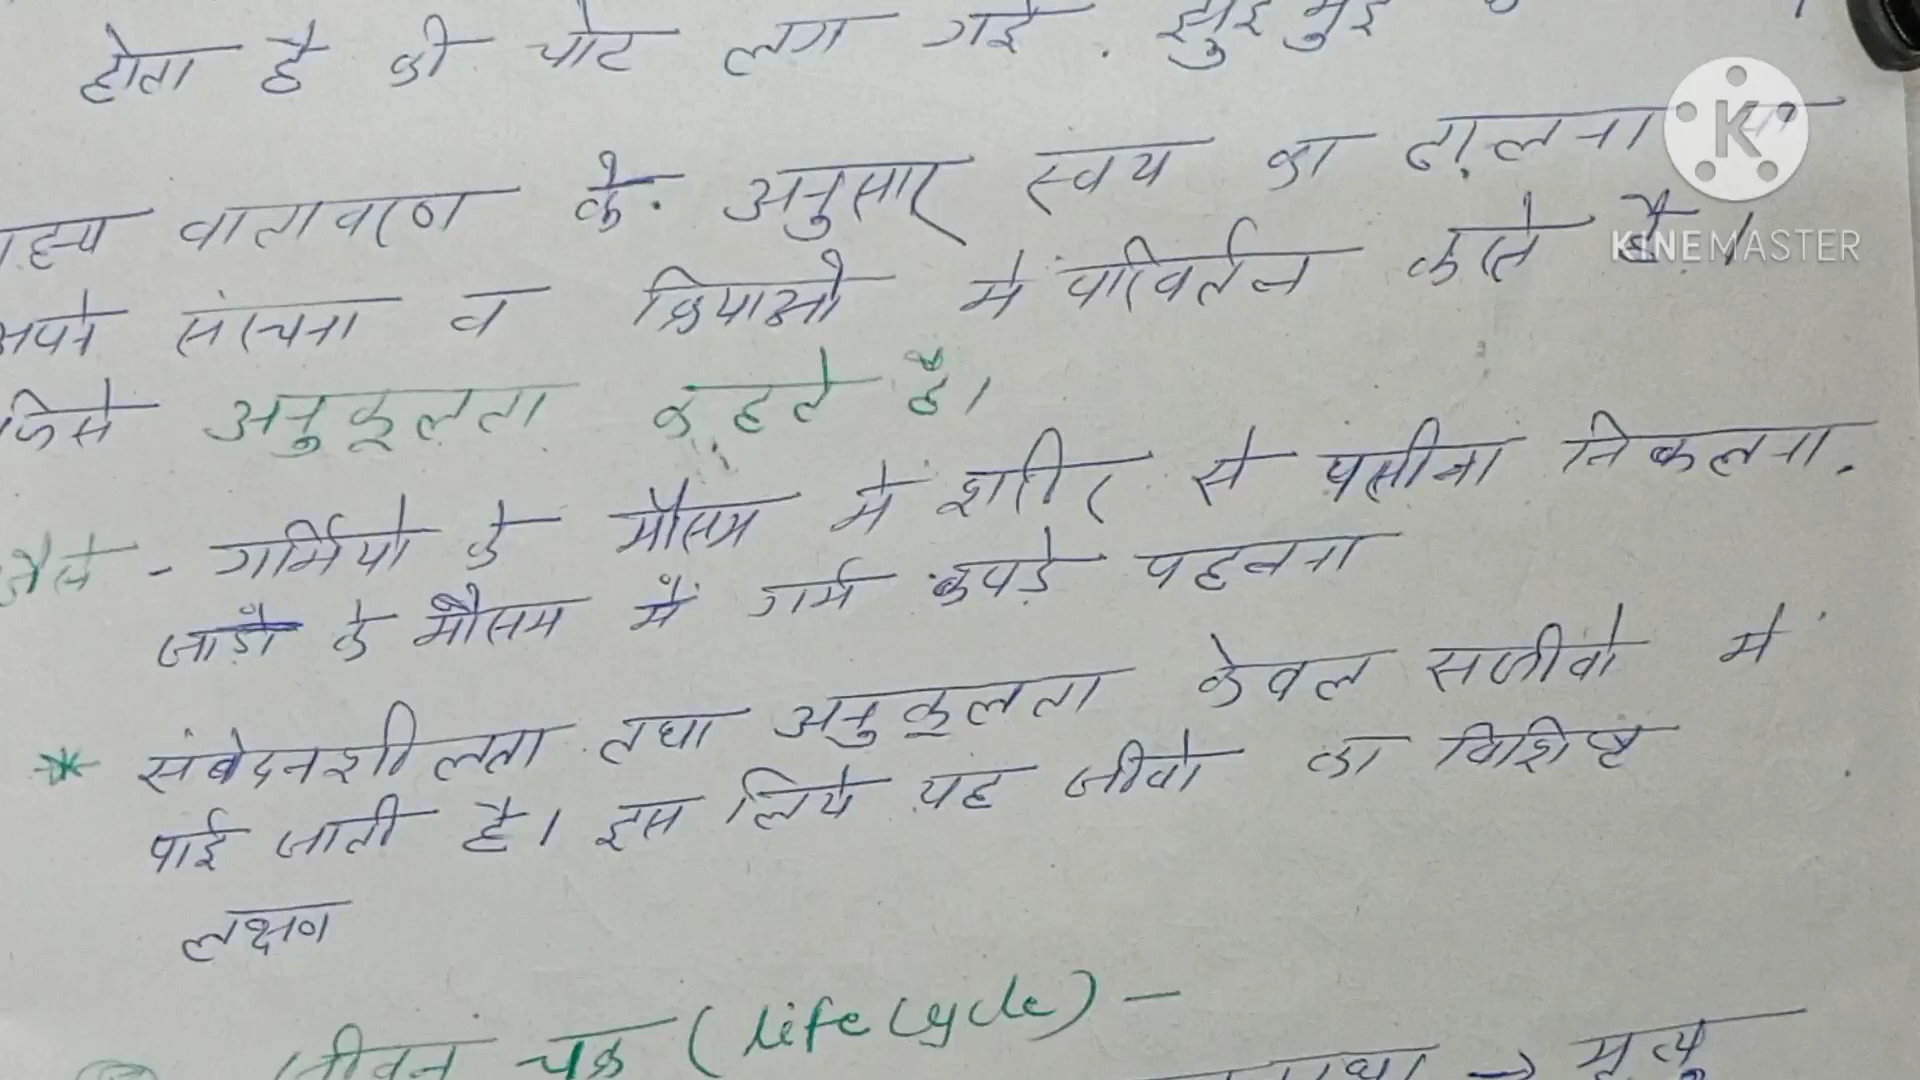 होता है की चोट लग गई. छुई मुई
वातावरण के अनुसार स्वय का ढालना
अपने संरचना व क्रियाओ मे परिवर्तन करते है।
जिसे अनुकूलता कहते है।
जैसे - गर्मियो के मौसम मे शरीर से पसीना निकलना.
जाड़ो के मौसम में गर्म कपड़े पहनना
* संवेदनशीलता तथा अनुकूलता केवल सजीवो मे
पाई जाती है। इस लिये यह जीवो का विशिष्ट
लक्षण
जीवन चक्र (life cycle) —
→ मृत्यु
K
KINEMASTER